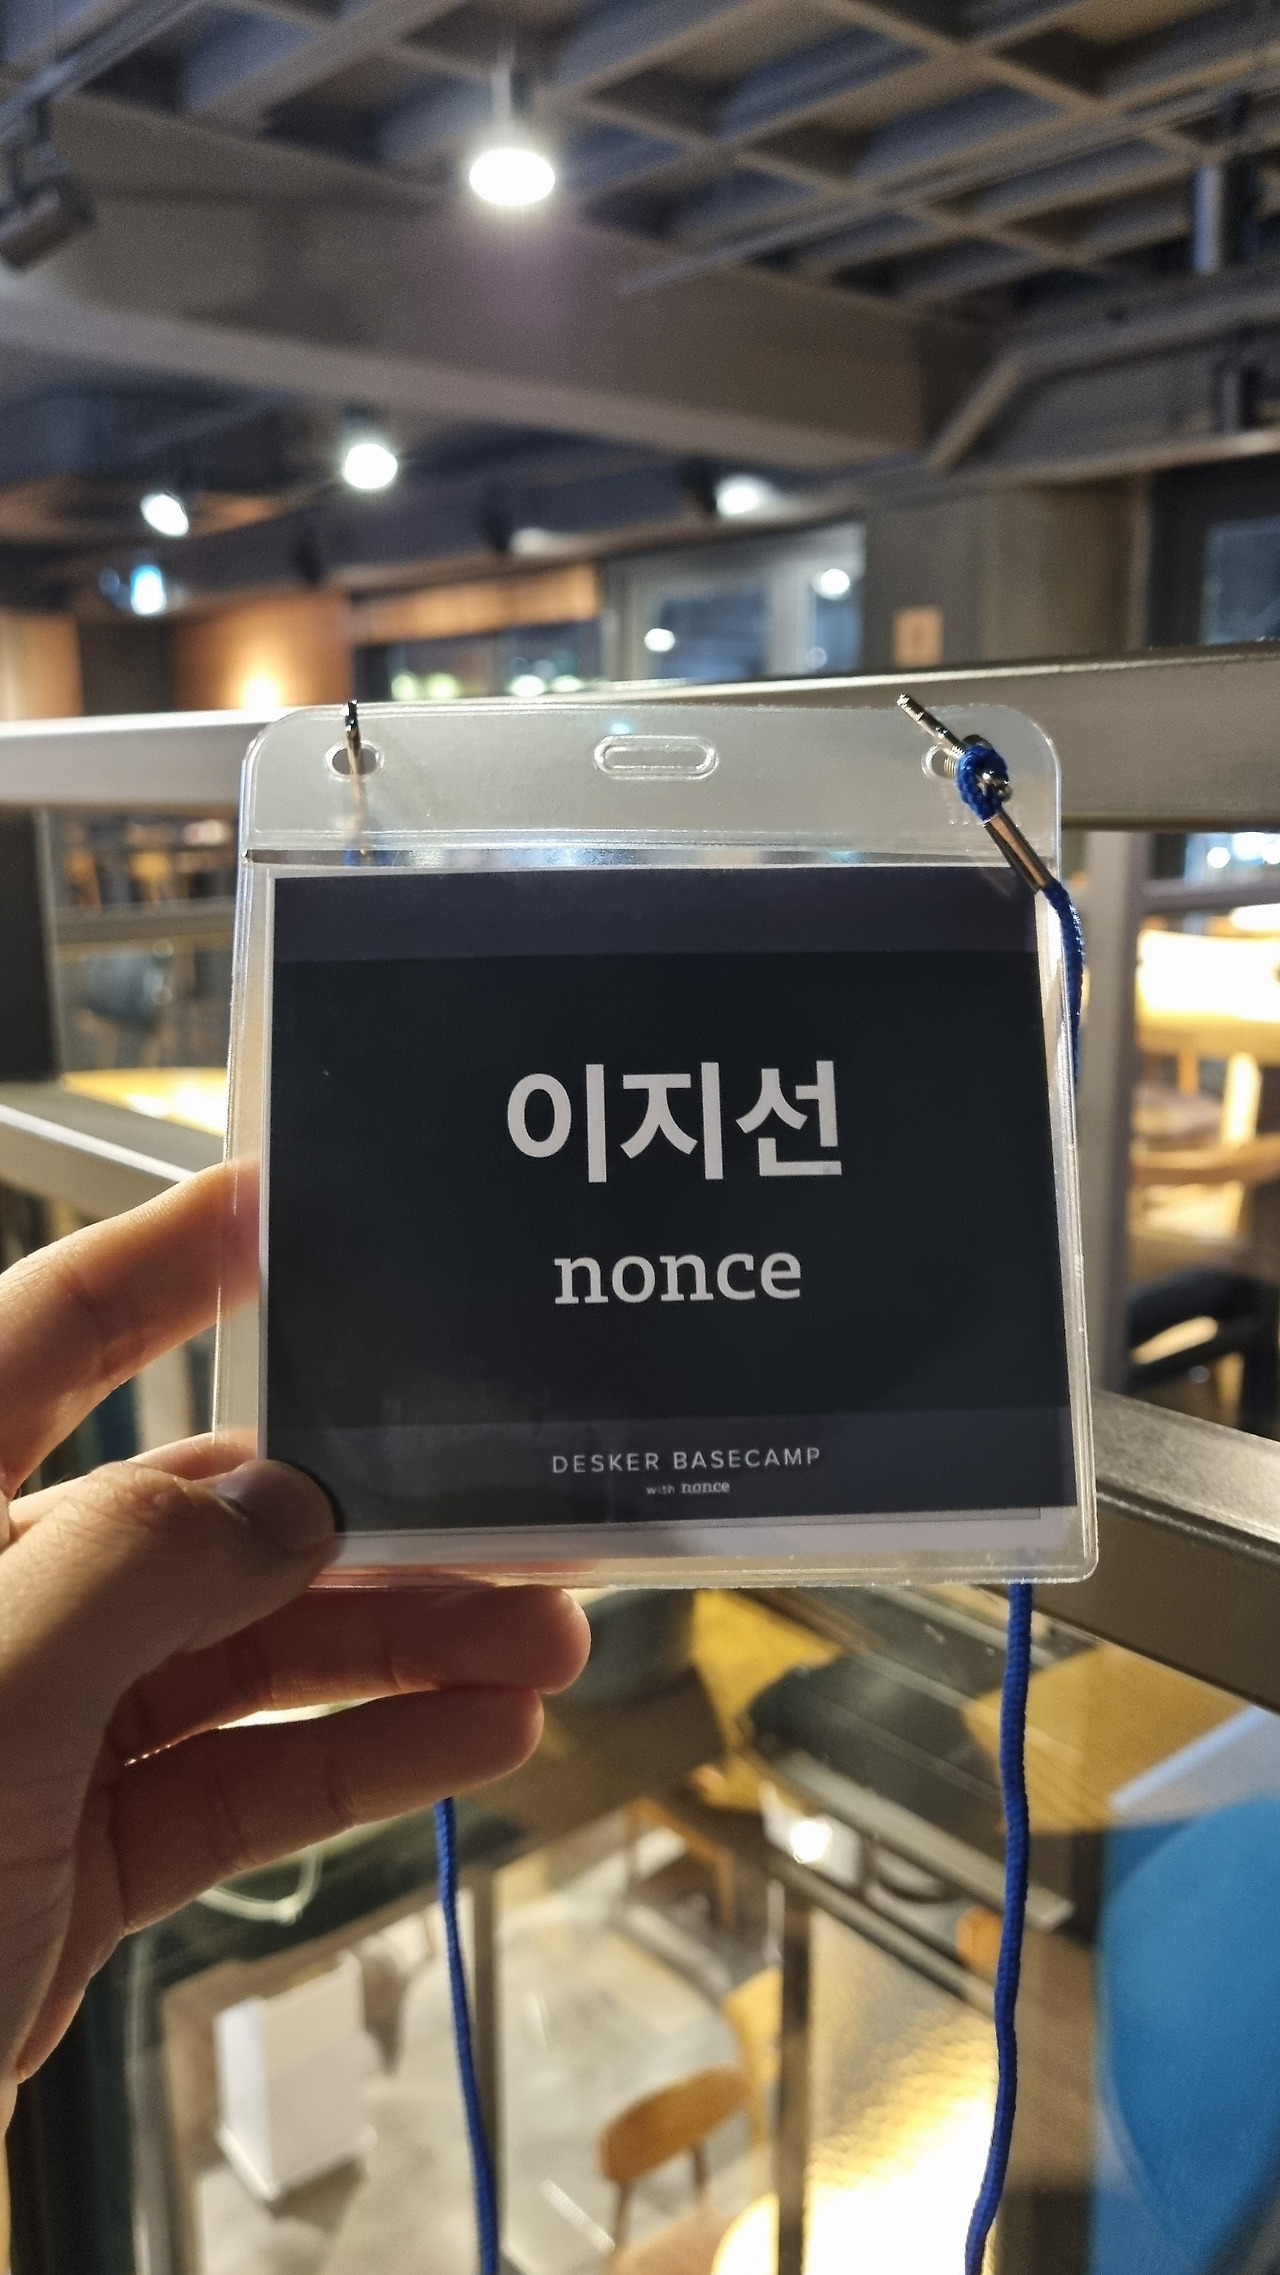 이지선
nonce
DESKER BASECAMP
with nonce